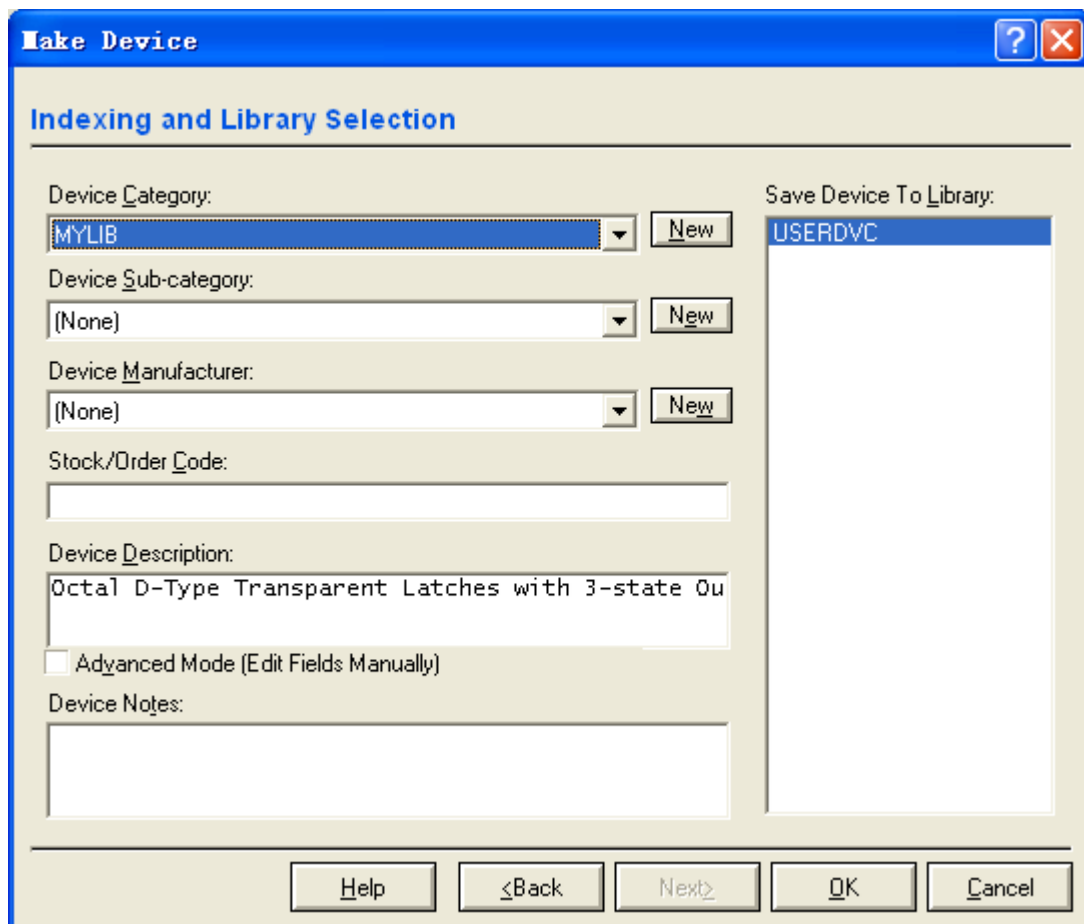 Make Device
Indexing and Library Selection
Device Category:
MYLIB
New
Device Sub-category:
(None)
New
Device Manufacturer:
(None)
New
Stock/Order Code:
Device Description:
Octal D-Type Transparent Latches with 3-state Ou
Advanced Mode (Edit Fields Manually)
Device Notes:
Save Device To Library:
USERDVC
Help
<Back
Next>
OK
Cancel